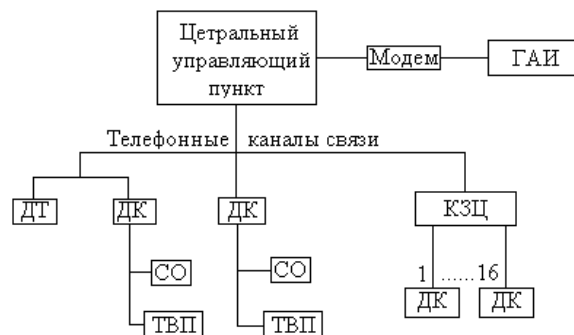 Цетральный
управляющий
пункт
Модем
ГАИ
Телефонные каналы связи
ДТ
ДК
ДК
КЗЦ
СО
СО
1 ...... 16
ДК
ДК
ТВП
ТВП